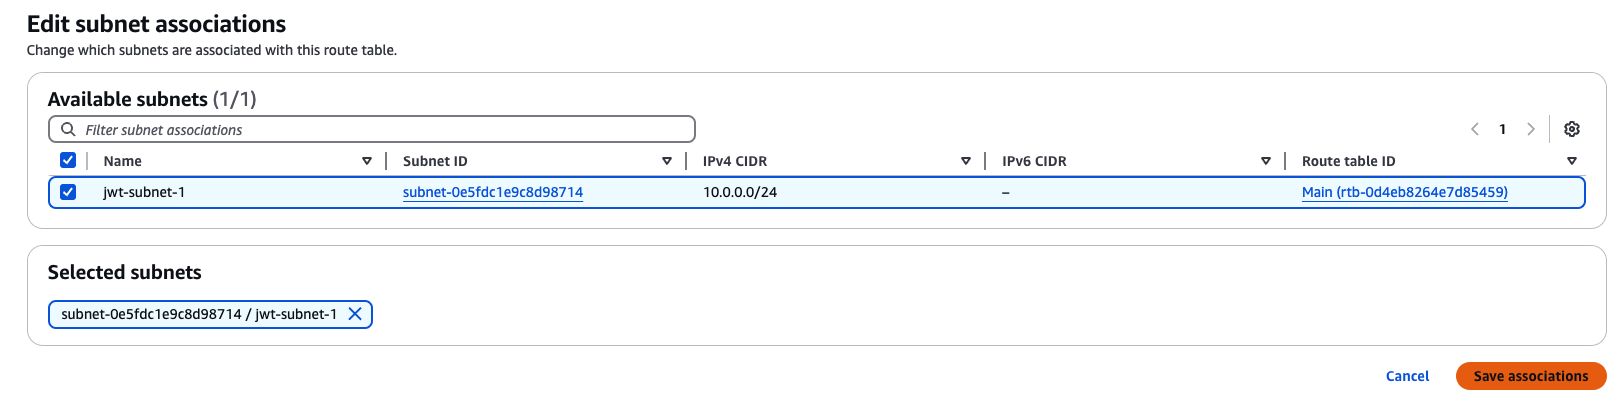 Edit subnet associations
Change which subnets are associated with this route table.
Available subnets (1/1)
Filter subnet associations
1
Name Subnet ID IPv4 CIDR IPv6 CIDR Route table ID
jwt-subnet-1 subnet-0e5fdc1e9c8d98714 10.0.0.0/24 – Main (rtb-0d4eb8264e7d85459)
Selected subnets
subnet-0e5fdc1e9c8d98714 / jwt-subnet-1
Cancel Save associations